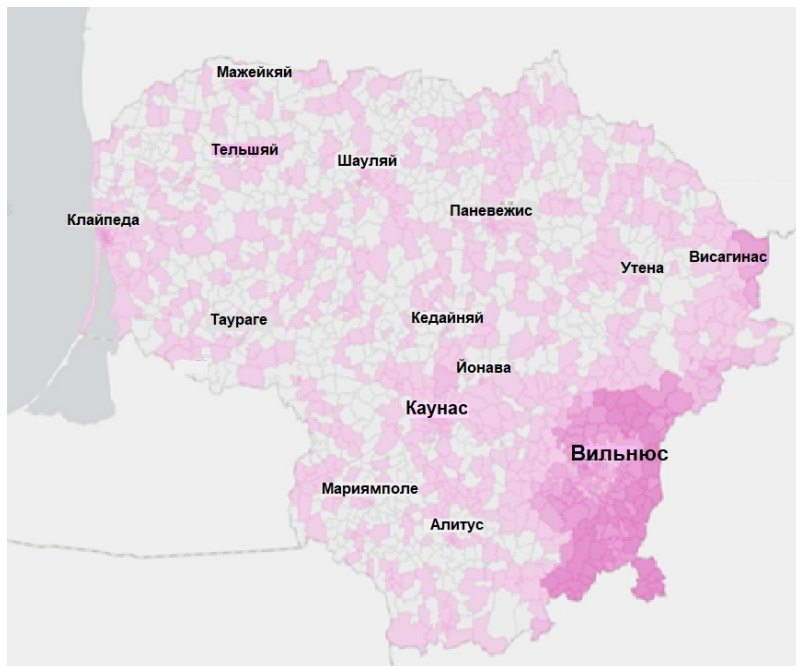 Мажейкяй
Тельшяй
Шауляй
Клайпеда
Паневежис
Висагинас
Утена
Таураге
Кедайняй
Йонава
Каунас
Вильнюс
Мариямполе
Алитус